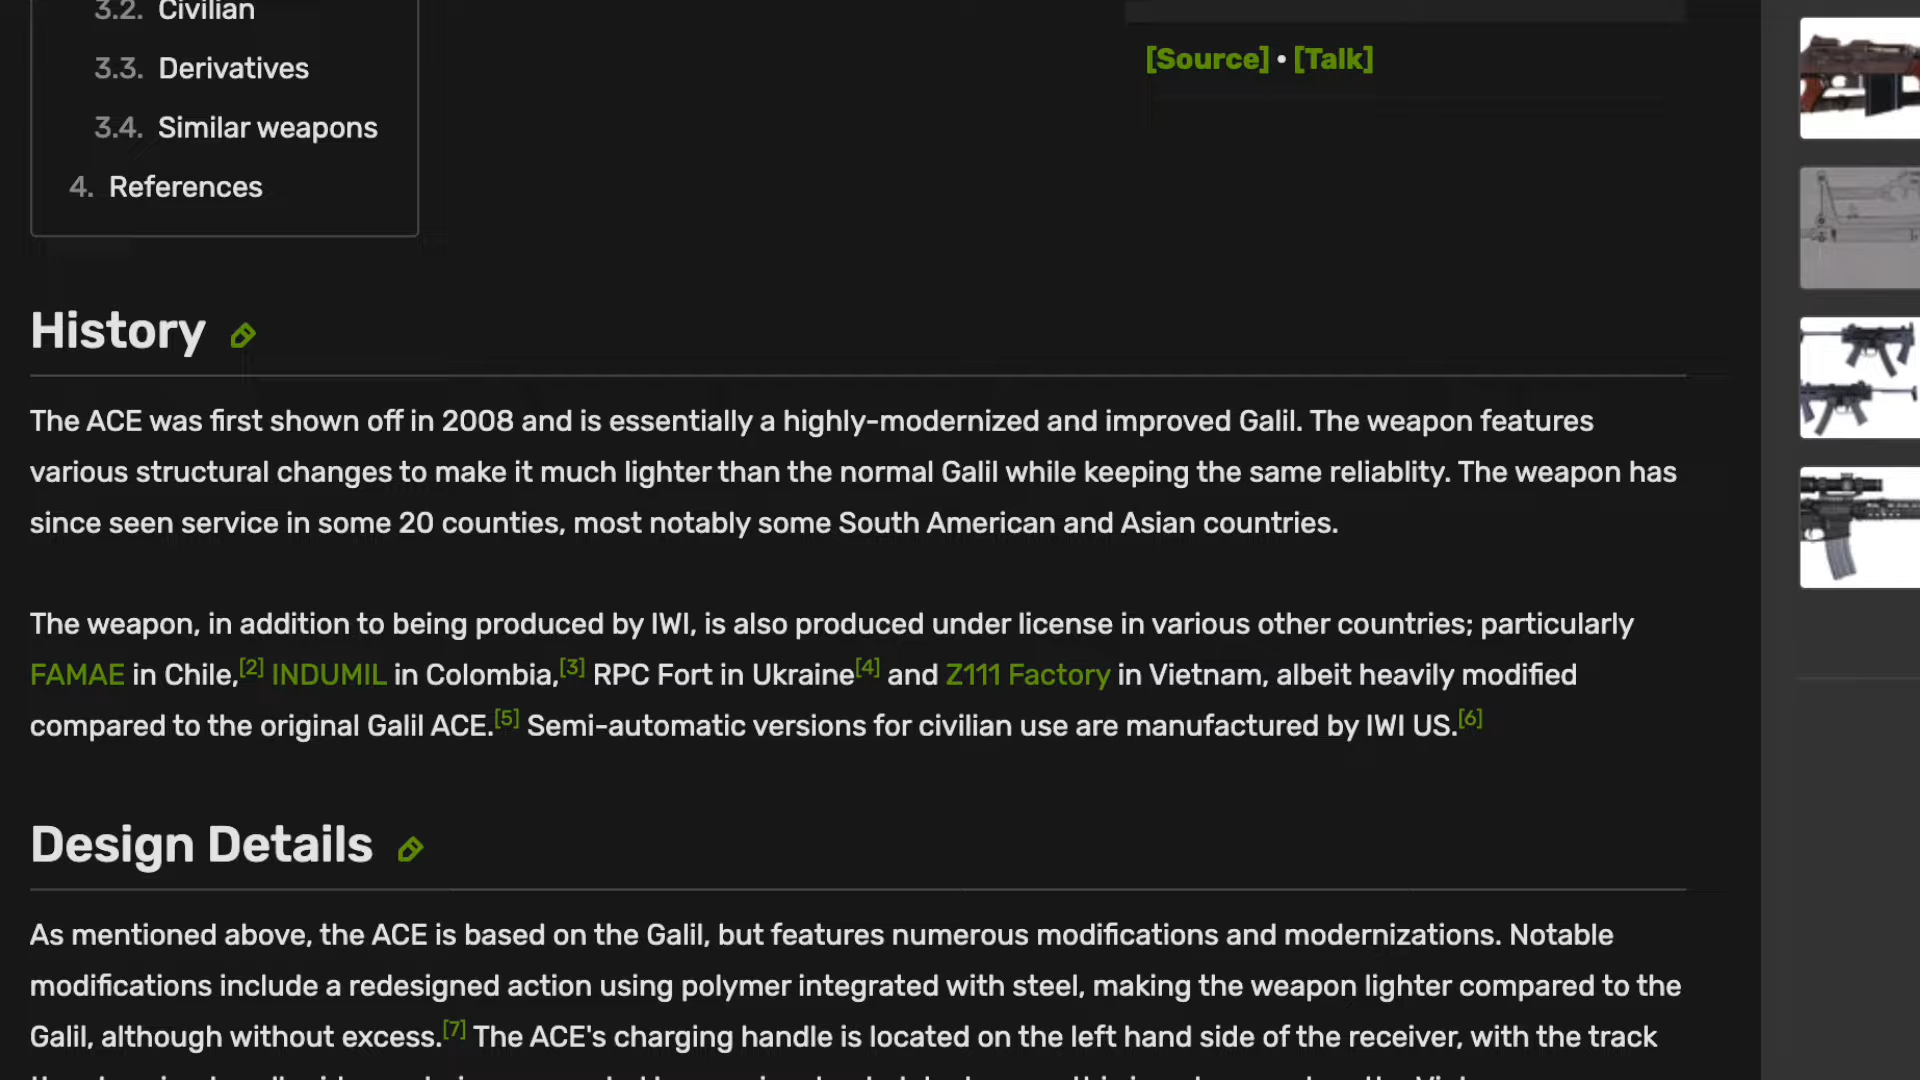 3.2. Civilian
3.3. Derivatives
3.4. Similar weapons
4. References
[Source] • [Talk]
History
The ACE was first shown off in 2008 and is essentially a highly-modernized and improved Galil. The weapon features
various structural changes to make it much lighter than the normal Galil while keeping the same reliablity. The weapon has
since seen service in some 20 counties, most notably some South American and Asian countries.
The weapon, in addition to being produced by IWI, is also produced under license in various other countries; particularly
FAMAE in Chile,[2] INDUMIL in Colombia,[3] RPC Fort in Ukraine[4] and Z111 Factory in Vietnam, albeit heavily modified
compared to the original Galil ACE.[5] Semi-automatic versions for civilian use are manufactured by IWI US.[6]
Design Details
As mentioned above, the ACE is based on the Galil, but features numerous modifications and modernizations. Notable
modifications include a redesigned action using polymer integrated with steel, making the weapon lighter compared to the
Galil, although without excess.[7] The ACE's charging handle is located on the left hand side of the receiver, with the track